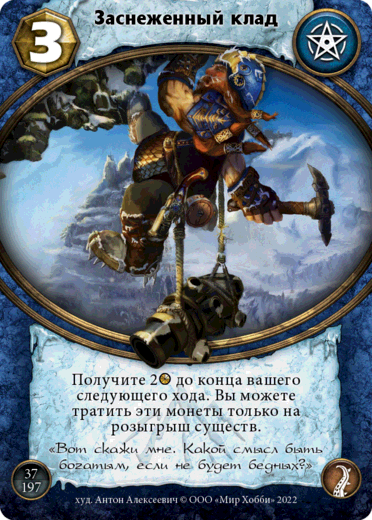 3
Заснеженный клад
Получите 2 до конца вашего
следующего хода. Вы можете
тратить эти монеты только на
розыгрыш существ.
«Вот скажи мне. Какой смысл быть
богатым, если не будет бедных?»
37
197
худ. Антон Алексеевич © ООО «Мир Хобби» 2022